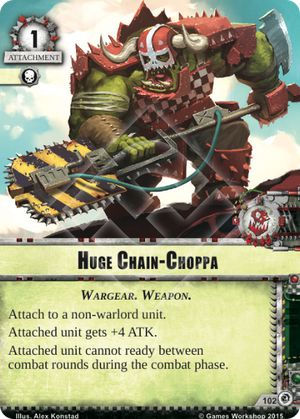 1
ATTACHMENT
HUGE CHAIN-CHOPPA
WARGEAR. WEAPON.
Attach to a non-warlord unit.
Attached unit gets +4 ATK.
Attached unit cannot ready between
combat rounds during the combat phase.
102
Illus. Alex Konstad
© Games Workshop 2015